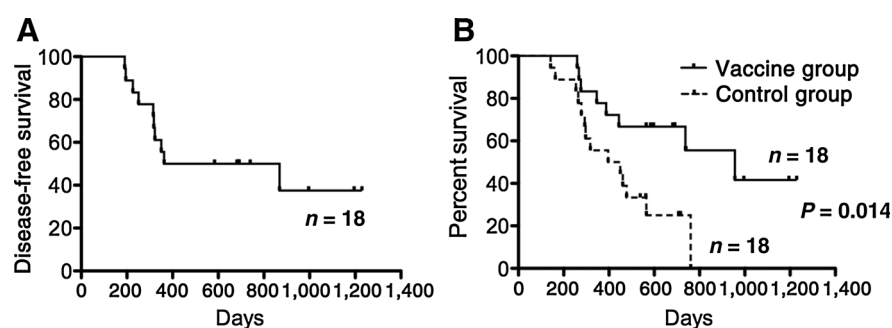 A
Disease-free survival
100
80
60
40
20
0
n = 18
0 200 400 600 800 1,000 1,200 1,400
Days
B
Percent survival
100
80
60
40
20
0
Vaccine group
Control group
n = 18
P = 0.014
n = 18
0 200 400 600 800 1,000 1,200 1,400
Days